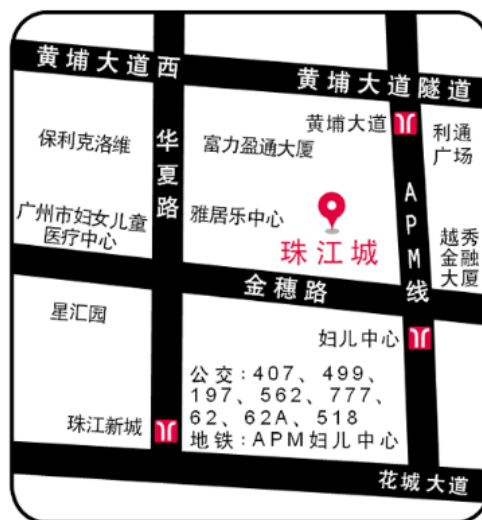 黄埔大道西
黄埔大道隧道
黄埔大道
利通
广场
保利克洛维
华夏路
富力盈通大厦
APM线
广州市妇女儿童
医疗中心
雅居乐中心
珠江城
越秀
金融
大厦
金穗路
星汇园
妇儿中心
公交：407、499、
197、562、777、
62、62A、518
地铁：APM妇儿中心
珠江新城
花城大道